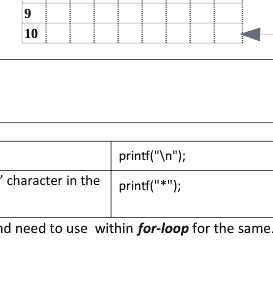 9
10
printf("\n");
’ character in the
printf("*");
nd need to use within for-loop for the same.